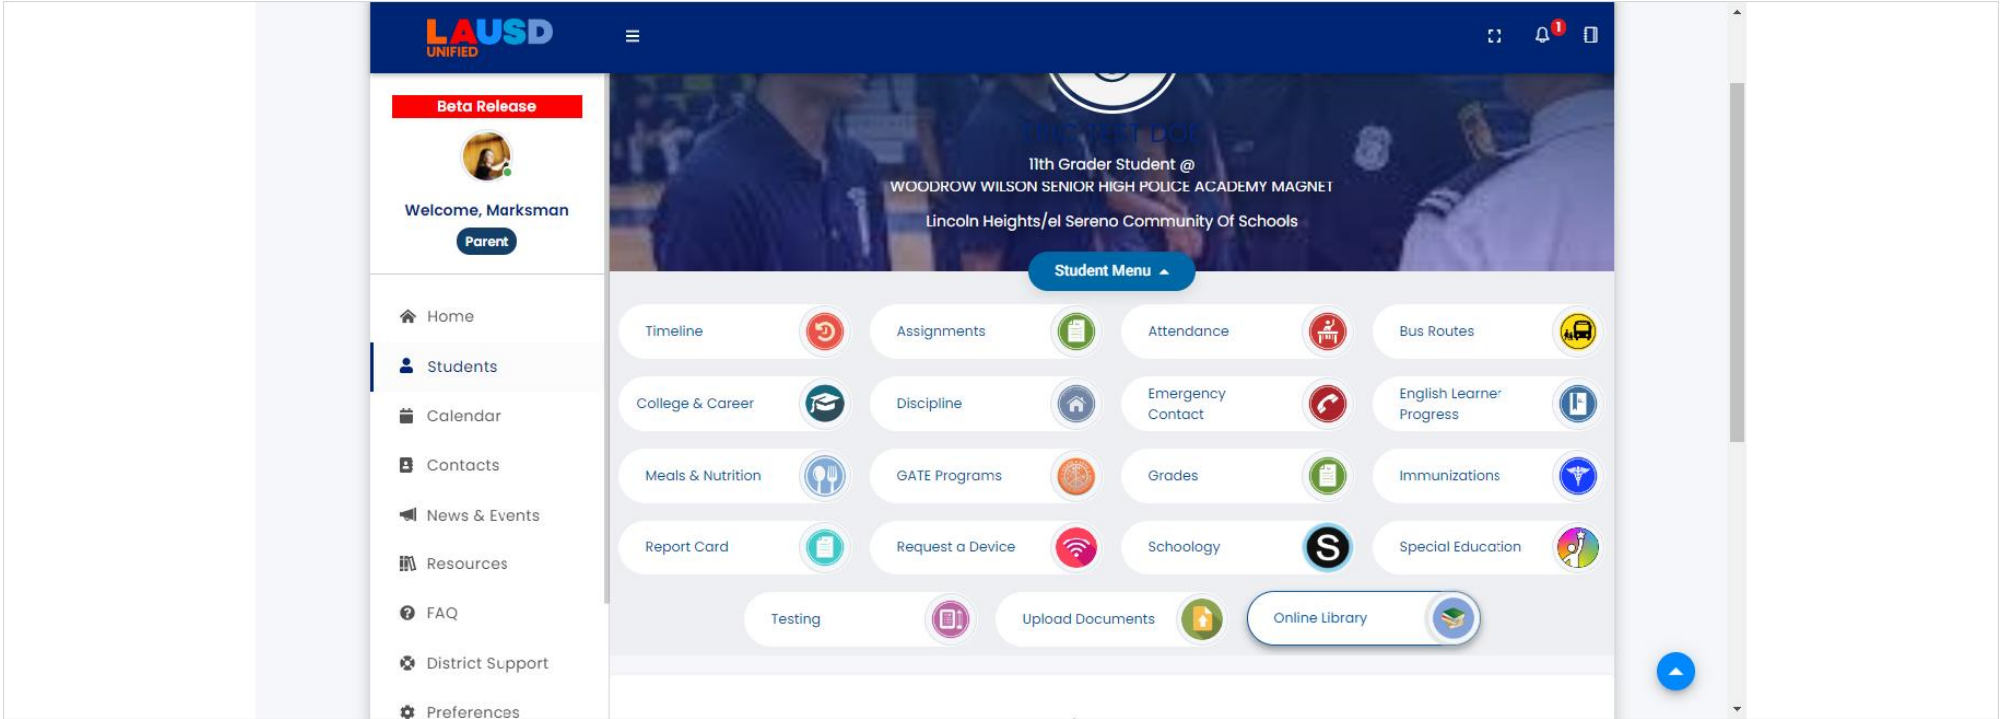 LAUSD
UNIFIED
1
Beta Release
Welcome, Marksman
Parent
Home
Students
Calendar
Contacts
News & Events
Resources
FAQ
District Support
Preferences
11th Grader Student @
WOODROW WILSON SENIOR HIGH POLICE ACADEMY MAGNET
Lincoln Heights/el Sereno Community Of Schools
Student Menu
Timeline
Assignments
Attendance
Bus Routes
College & Career
Discipline
Emergency
Contact
English Learner
Progress
Meals & Nutrition
GATE Programs
Grades
Immunizations
Report Card
Request a Device
Schoology
S
Special Education
Testing
Upload Documents
Online Library